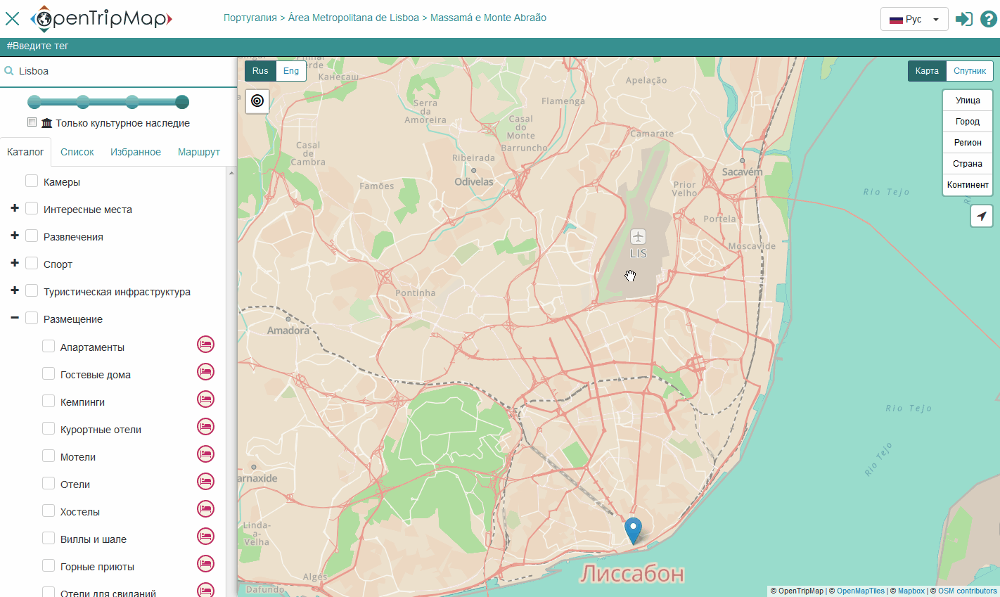 OpenTripMap
Португалия > Área Metropolitana de Lisboa > Massamá e Monte Abraão
Рус
?
#Введите тег
Lisboa
Только культурное наследие
Каталог
Список
Избранное
Маршрут
Камеры
Интересные места
Развлечения
Спорт
Туристическая инфраструктура
Размещение
Апартаменты
Гостевые дома
Кемпинги
Курортные отели
Мотели
Отели
Хостелы
Виллы и шале
Горные приюты
Отели для свиданий
Rus
Eng
Карта
Спутник
Улица
Город
Регион
Страна
Континент
Канесаш
Apelação
Serra
da
Amoreira
Flamenga
Casal
do
Monte
Camarate
Barruncho
Casal
de
Cambra
Ribeirada
Odivelas
Sacavém
Famões
Prior
Velho
Rio Tejo
Portela
Moscavide
LIS
Pontinha
Amadora
Rio Tejo
Rio Tejo
arnaxide
Linda-
a-
Velha
Лиссабон
Algés
Dafundo
© OpenTripMap | © OpenMapTiles | © Mapbox | © OSM contributors